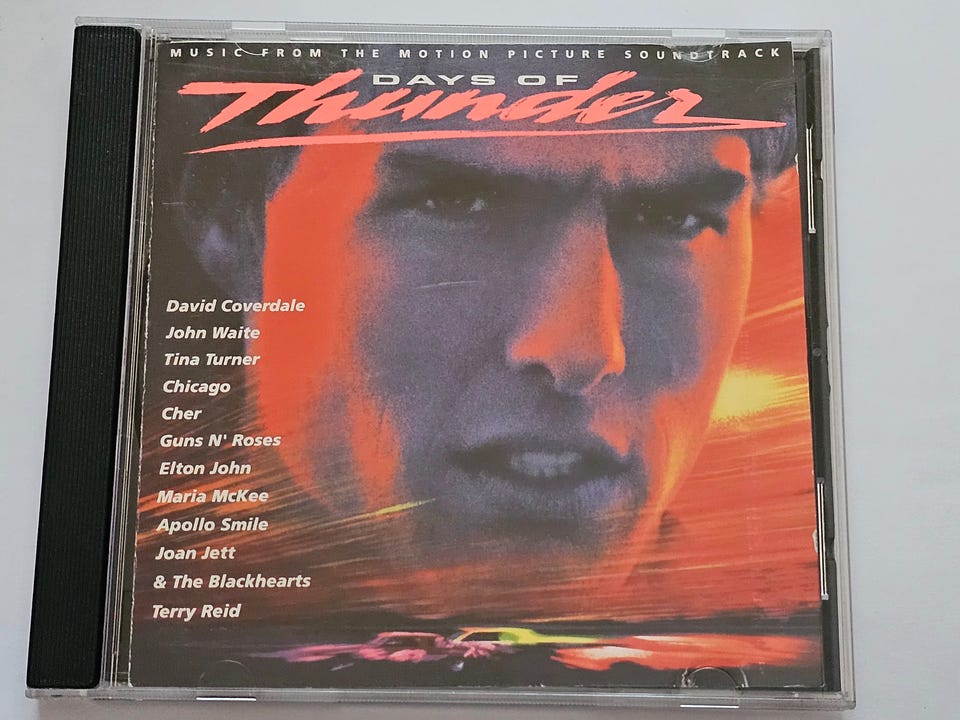 MUSIC FROM THE MOTION PICTURE SOUNDTRACK
DAYS OF
Thunder
David Coverdale
John Waite
Tina Turner
Chicago
Cher
Guns N' Roses
Elton John
Maria McKee
Apollo Smile
Joan Jett
& The Blackhearts
Terry Reid